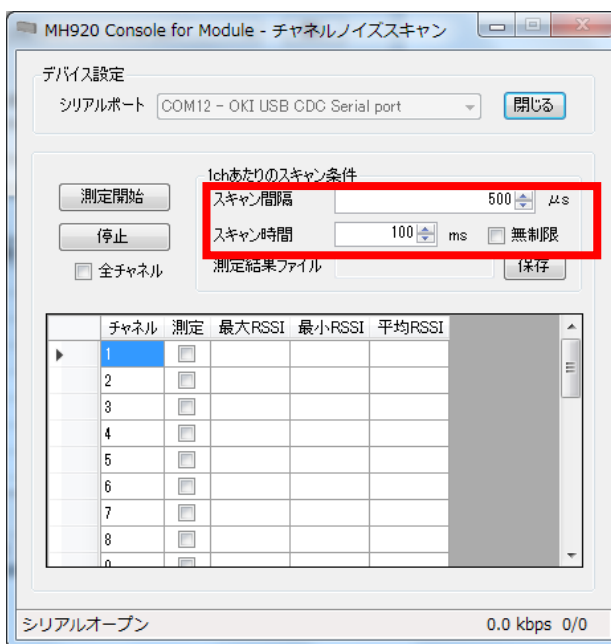 MH920 Console for Module - チャネルノイズスキャン
デバイス設定
シリアルポート COM12 - OKI USB CDC Serial port 閉じる
1chあたりのスキャン条件
測定開始 スキャン間隔 500 μs
停止 スキャン時間 100 ms 無制限
全チャネル 測定結果ファイル 保存
チャネル 測定 最大RSSI 最小RSSI 平均RSSI
1
2
3
4
5
6
7
8
シリアルオープン 0.0 kbps 0/0